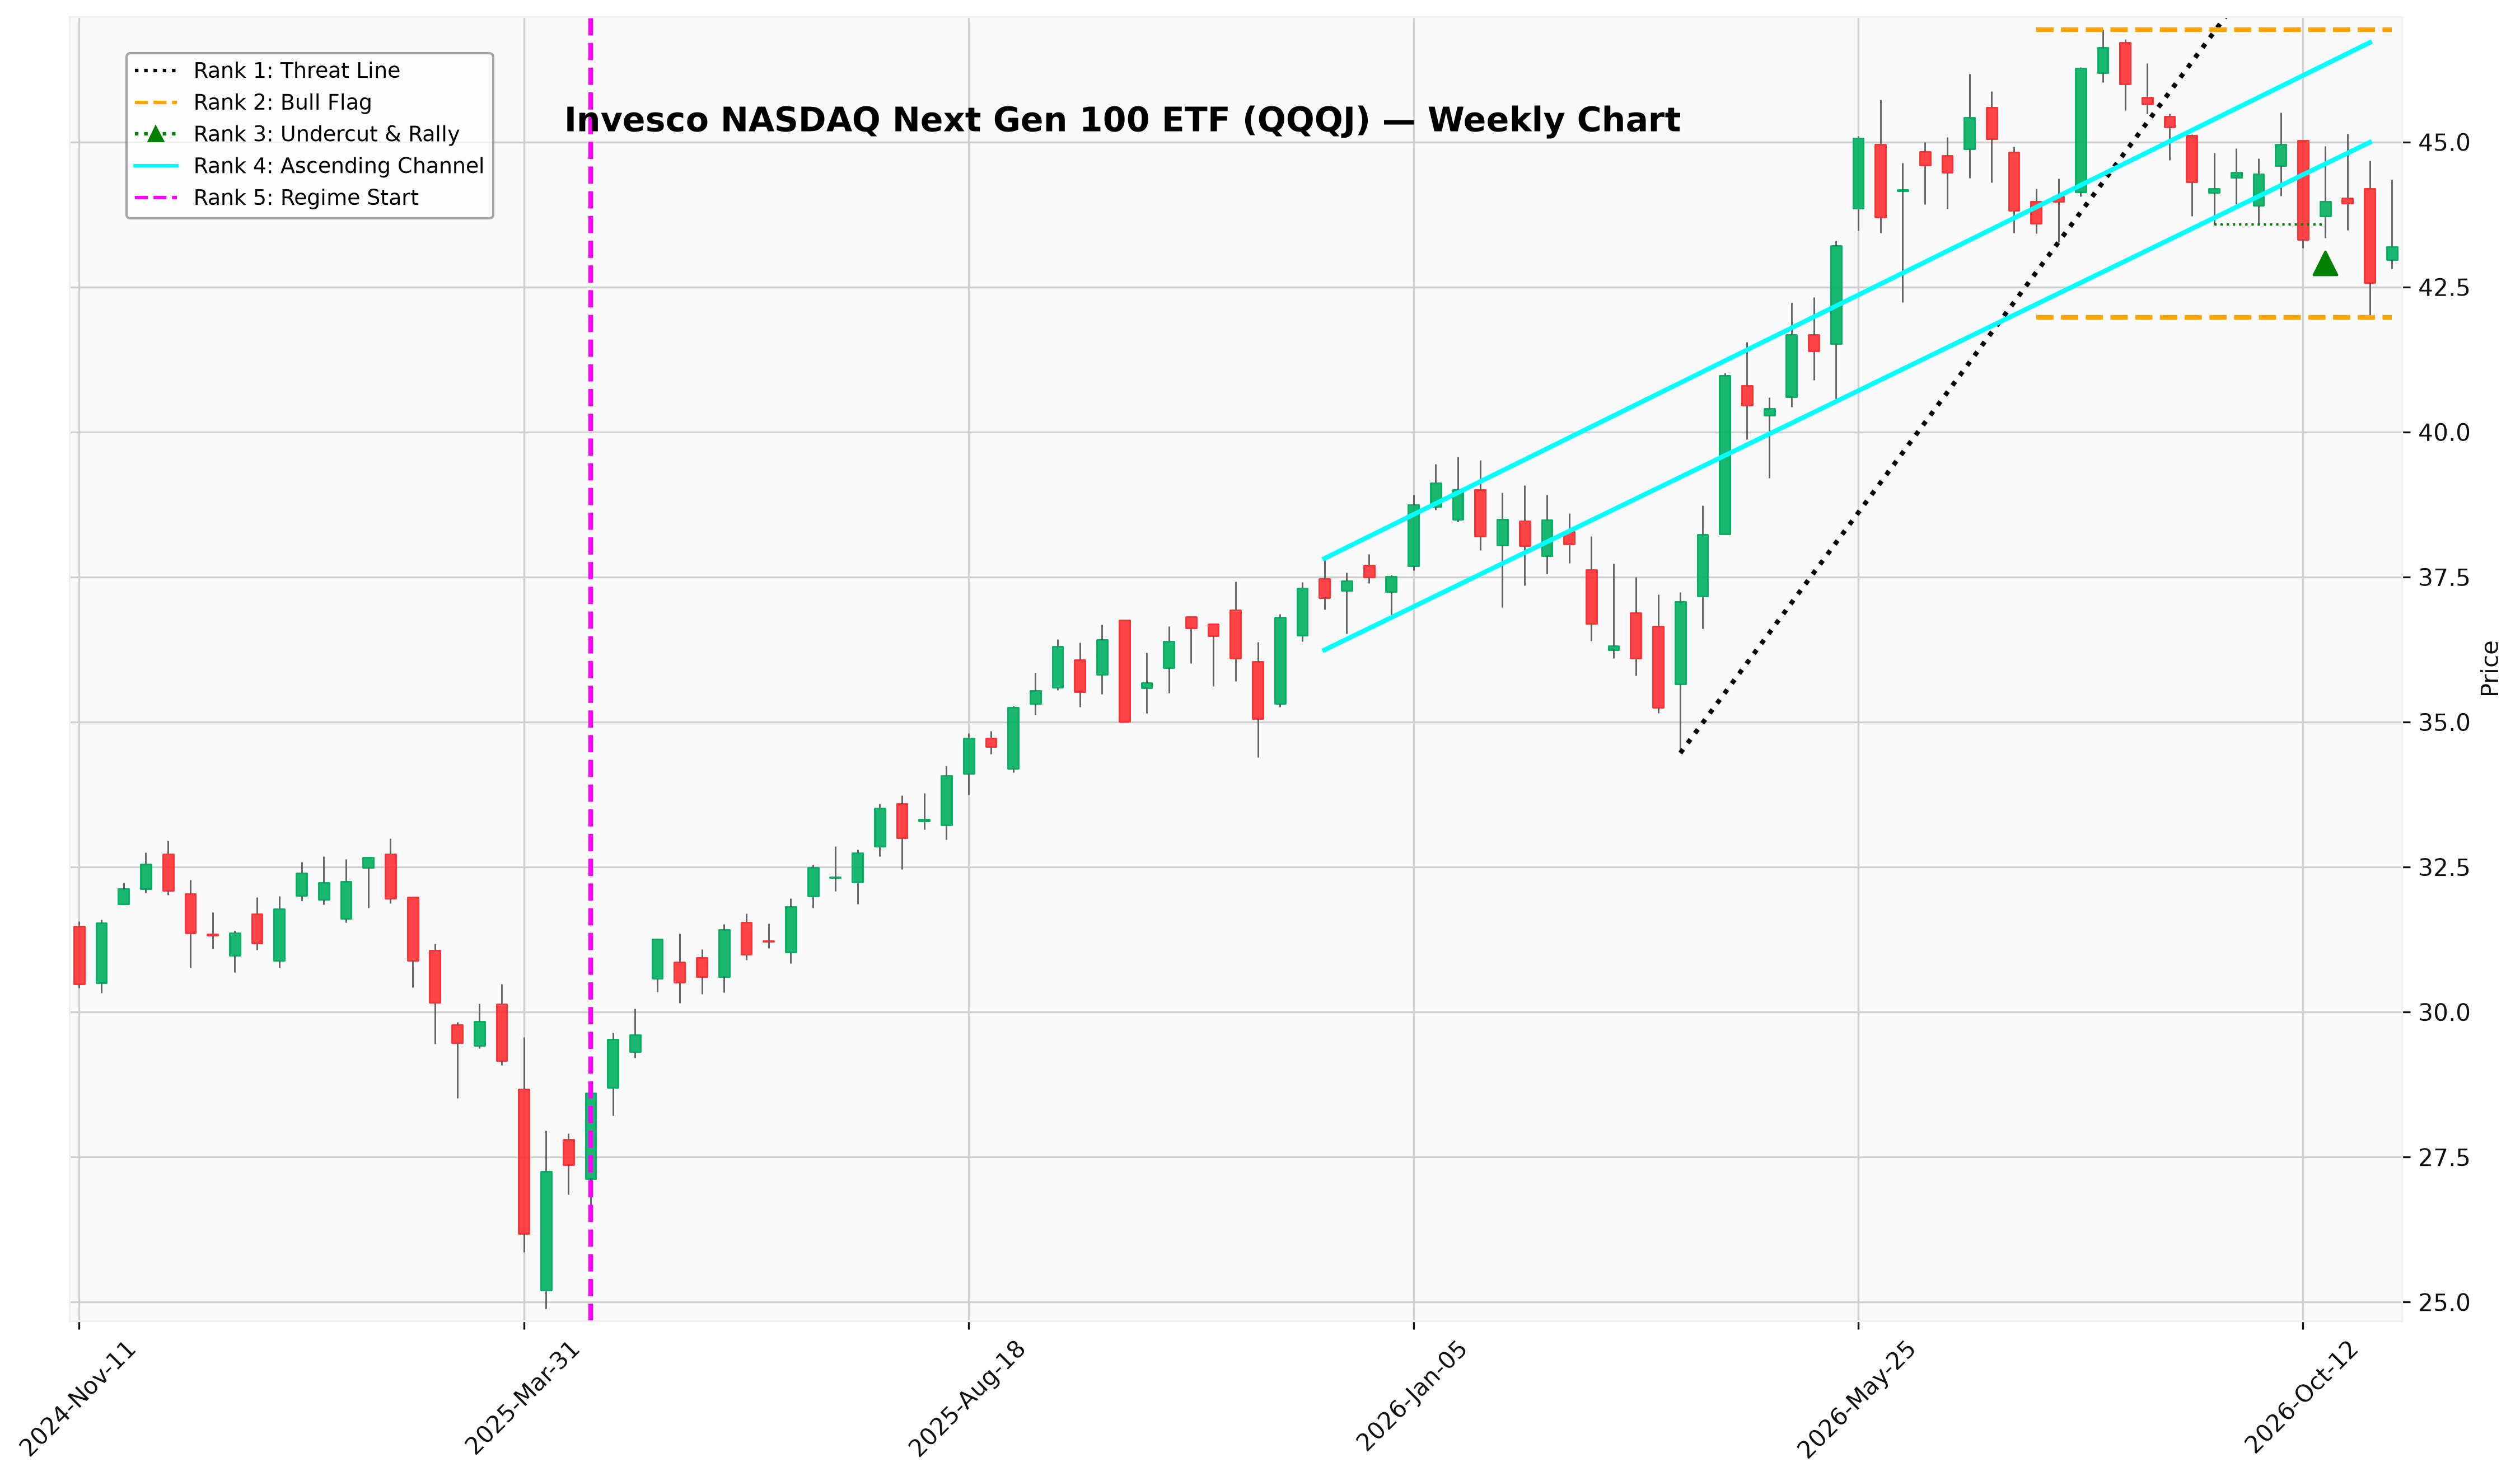 Rank 1: Threat Line
Rank 2: Bull Flag
Rank 3: Undercut & Rally
Rank 4: Ascending Channel
Rank 5: Regime Start
Invesco NASDAQ Next Gen 100 ETF (QQQJ) — Weekly Chart
45.0
42.5
40.0
37.5
35.0
32.5
30.0
27.5
25.0
Price
2024-Nov-11
2025-Mar-31
2025-Aug-18
2026-Jan-05
2026-May-25
2026-Oct-12